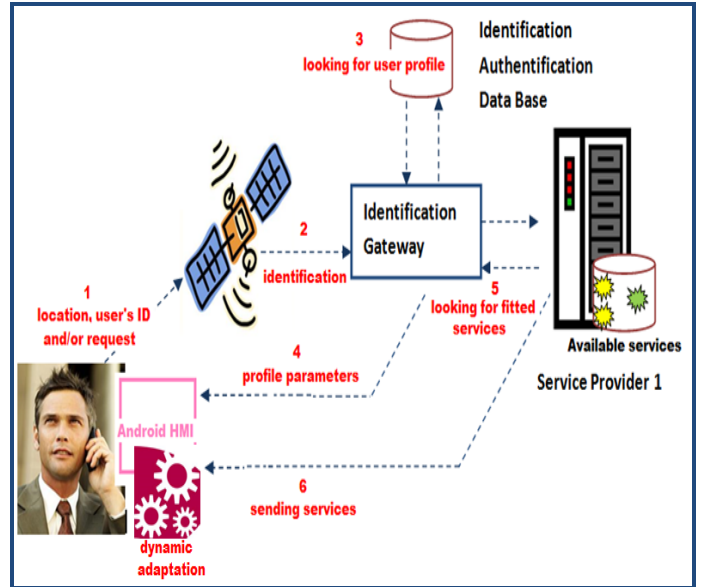 3
looking for user profile
Identification
Authentification
Data Base
2
identification
Identification
Gateway
1
location, user's ID
and/or request
5
looking for fitted
services
Available services
Service Provider 1
4
profile parameters
Android HMI
6
sending services
dynamic
adaptation